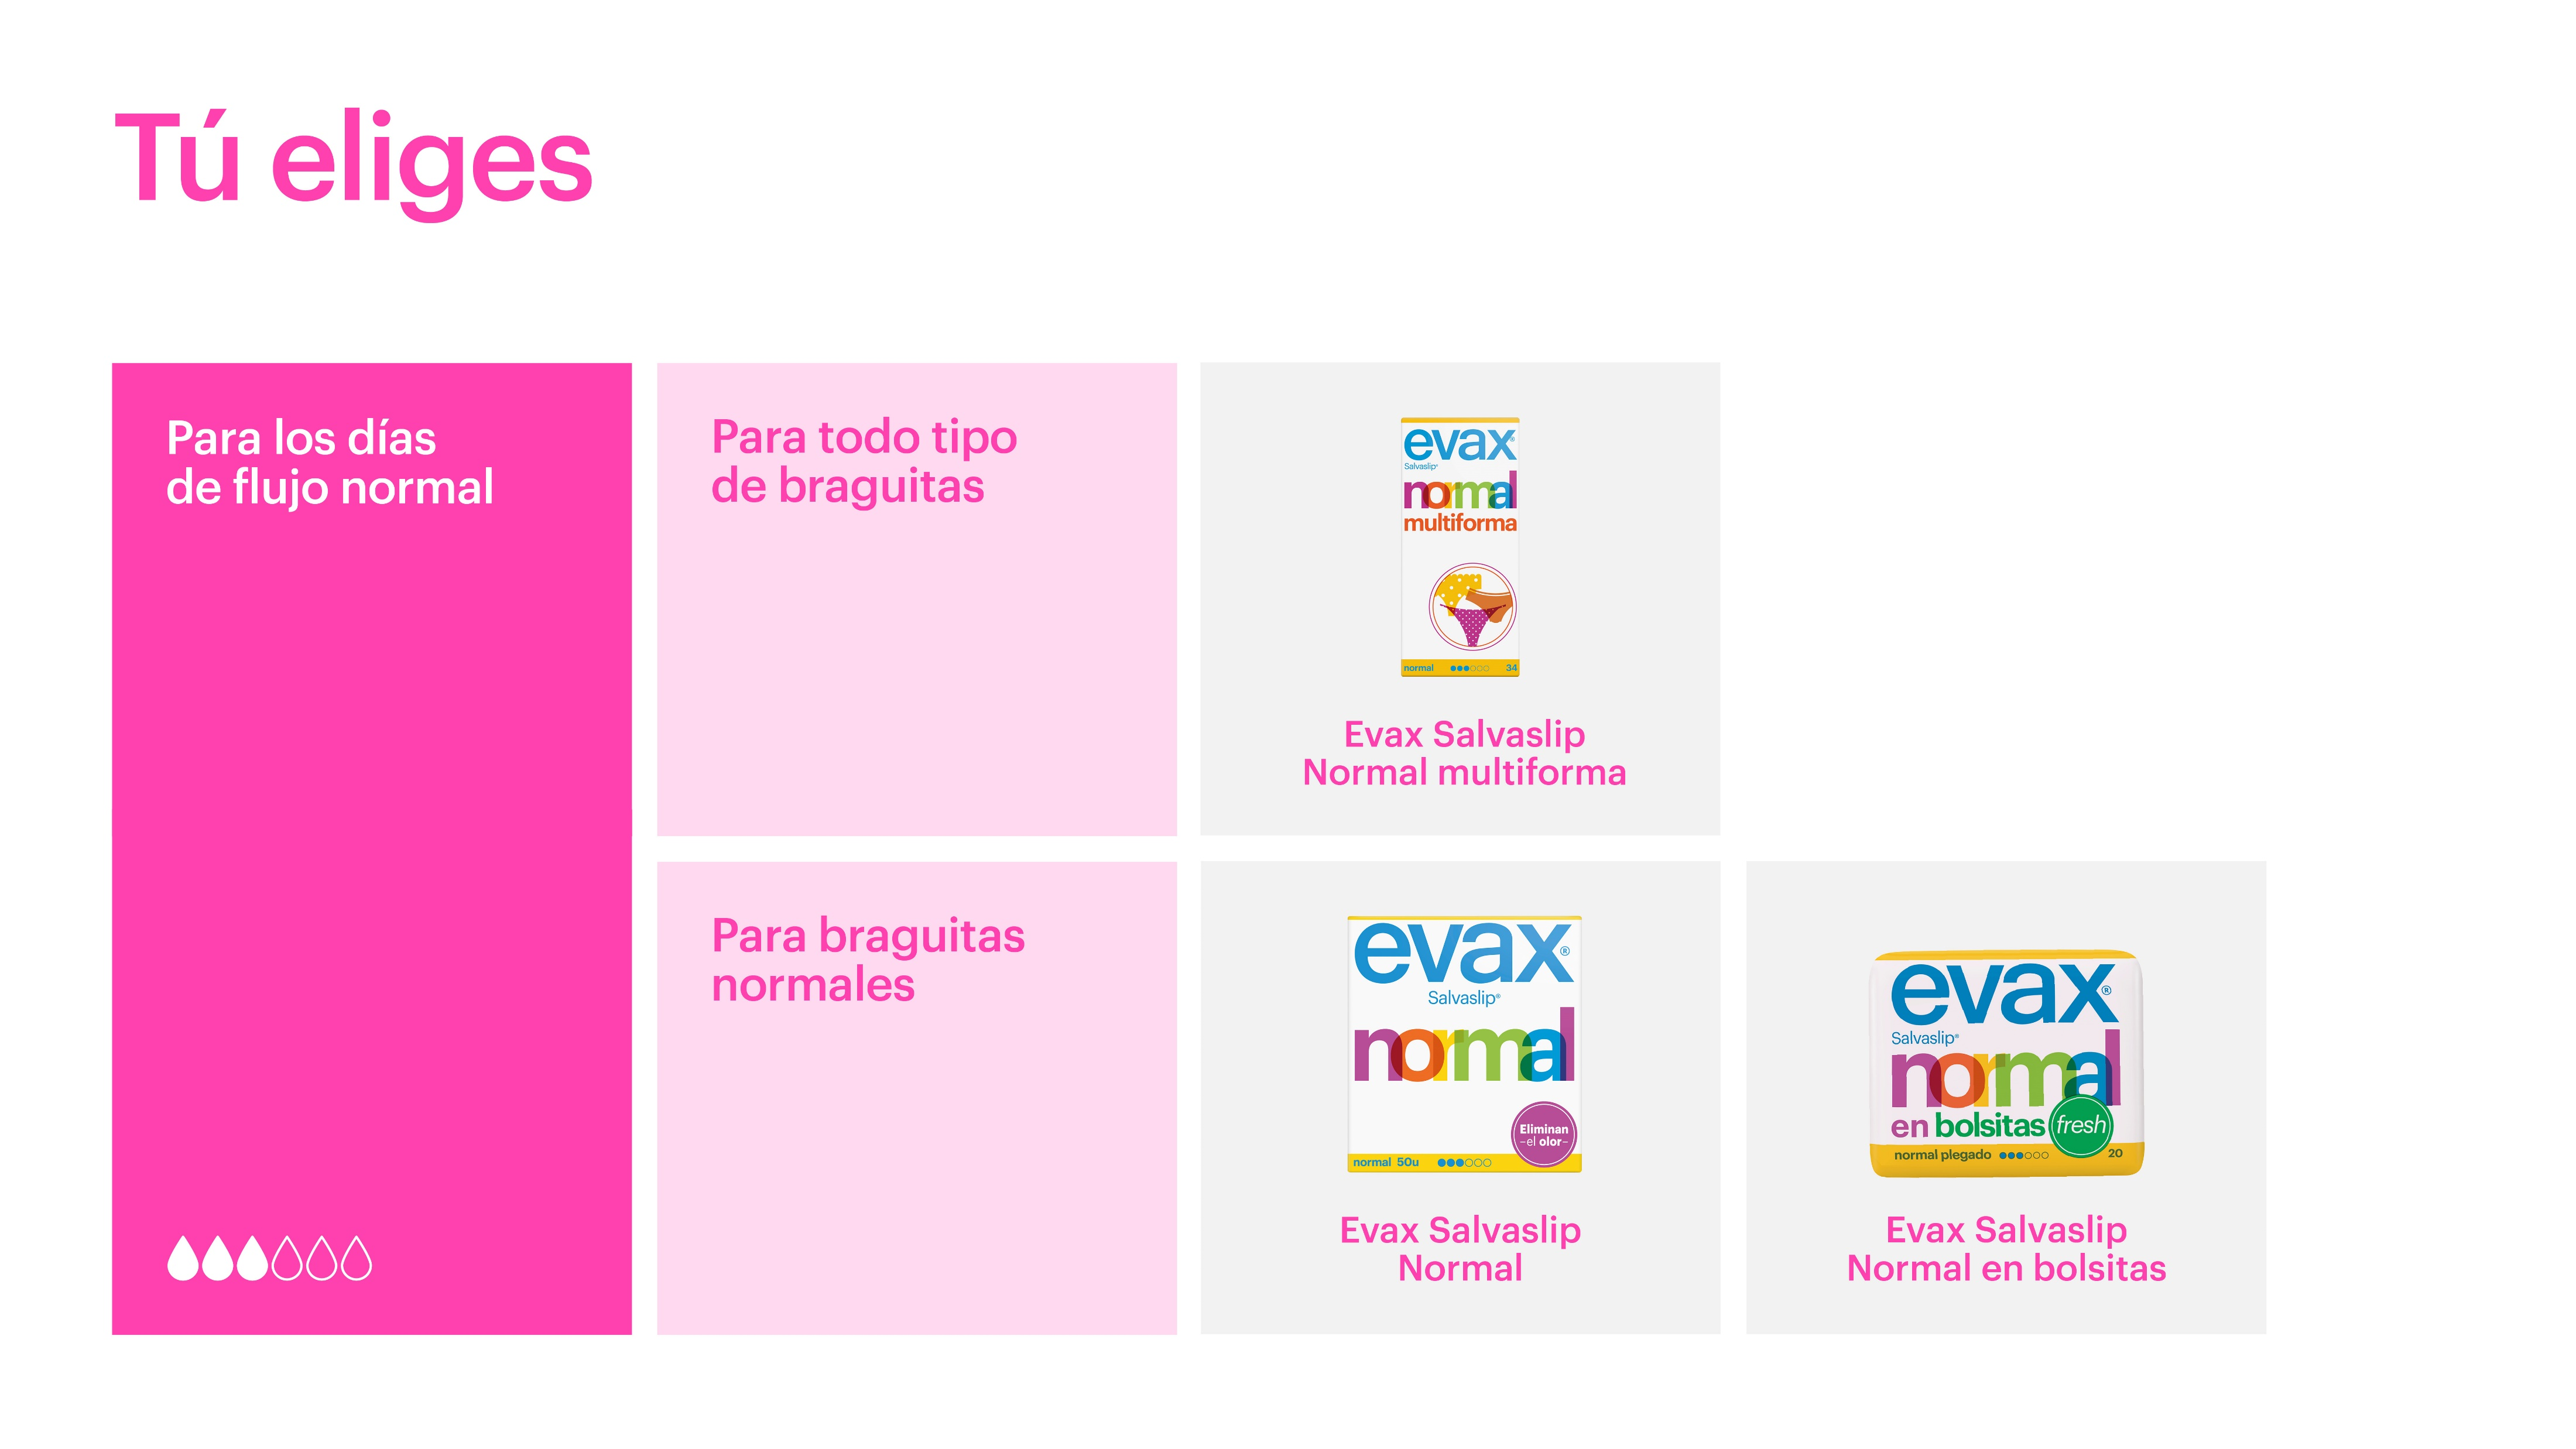 Tú eliges
Para los días
de flujo normal
Para todo tipo
de braguitas
evax®
Salvaslip®
normal
multiforma
normal 34
Evax Salvaslip
Normal multiforma
Para braguitas
normales
evax®
Salvaslip®
normal
Eliminan
-el olor-
normal 50u
Evax Salvaslip
Normal
evax®
Salvaslip®
normal
en bolsitas fresh
normal plegado 20
Evax Salvaslip
Normal en bolsitas